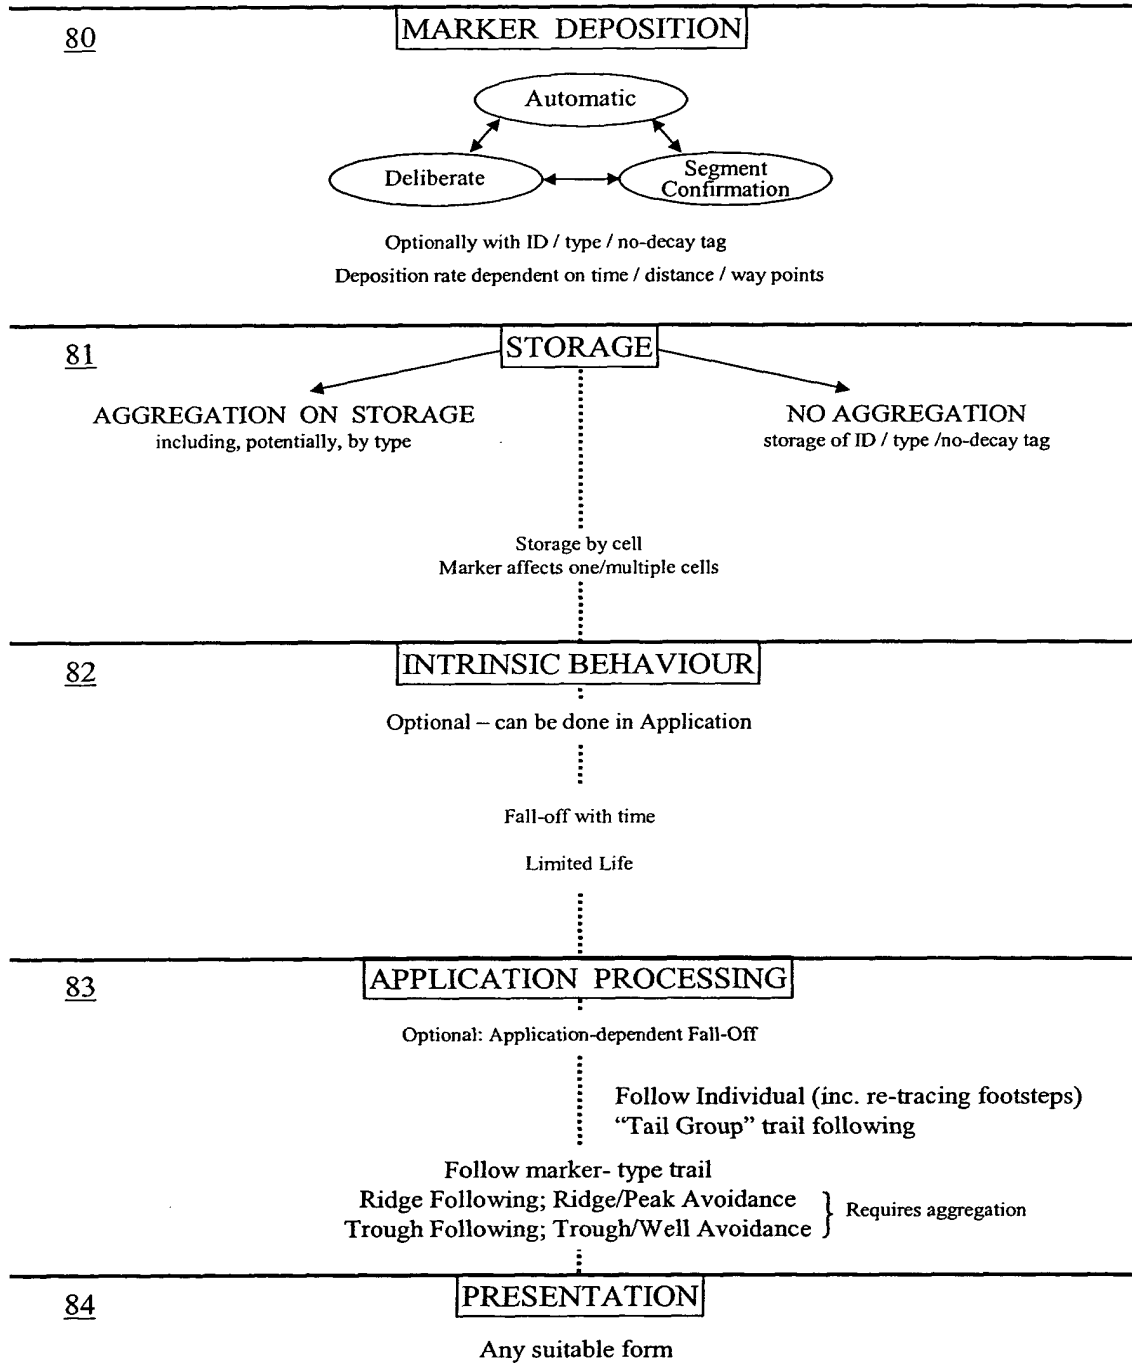 80
MARKER DEPOSITION
Automatic
Deliberate
Segment
Confirmation
Optionally with ID / type / no-decay tag
Deposition rate dependent on time / distance / way points
81
STORAGE
AGGREGATION ON STORAGE
including, potentially, by type
NO AGGREGATION
storage of ID / type /no-decay tag
Storage by cell
Marker affects one/multiple cells
82
INTRINSIC BEHAVIOUR
Optional – can be done in Application
Fall-off with time
Limited Life
83
APPLICATION PROCESSING
Optional: Application-dependent Fall-Off
Follow Individual (inc. re-tracing footsteps)
“Tail Group” trail following
Follow marker- type trail
Ridge Following; Ridge/Peak Avoidance
Trough Following; Trough/Well Avoidance
Requires aggregation
84
PRESENTATION
Any suitable form